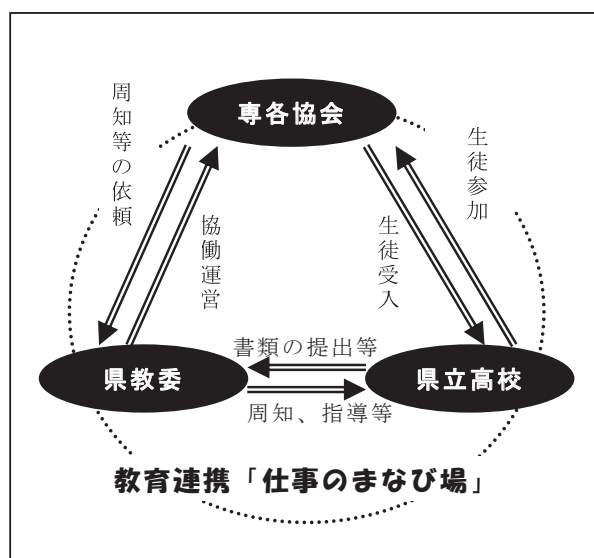 専各協会
周知等の依頼
協働運営
生徒受入
生徒参加
書類の提出等
県教委
県立高校
周知、指導等
教育連携「仕事のまなび場」